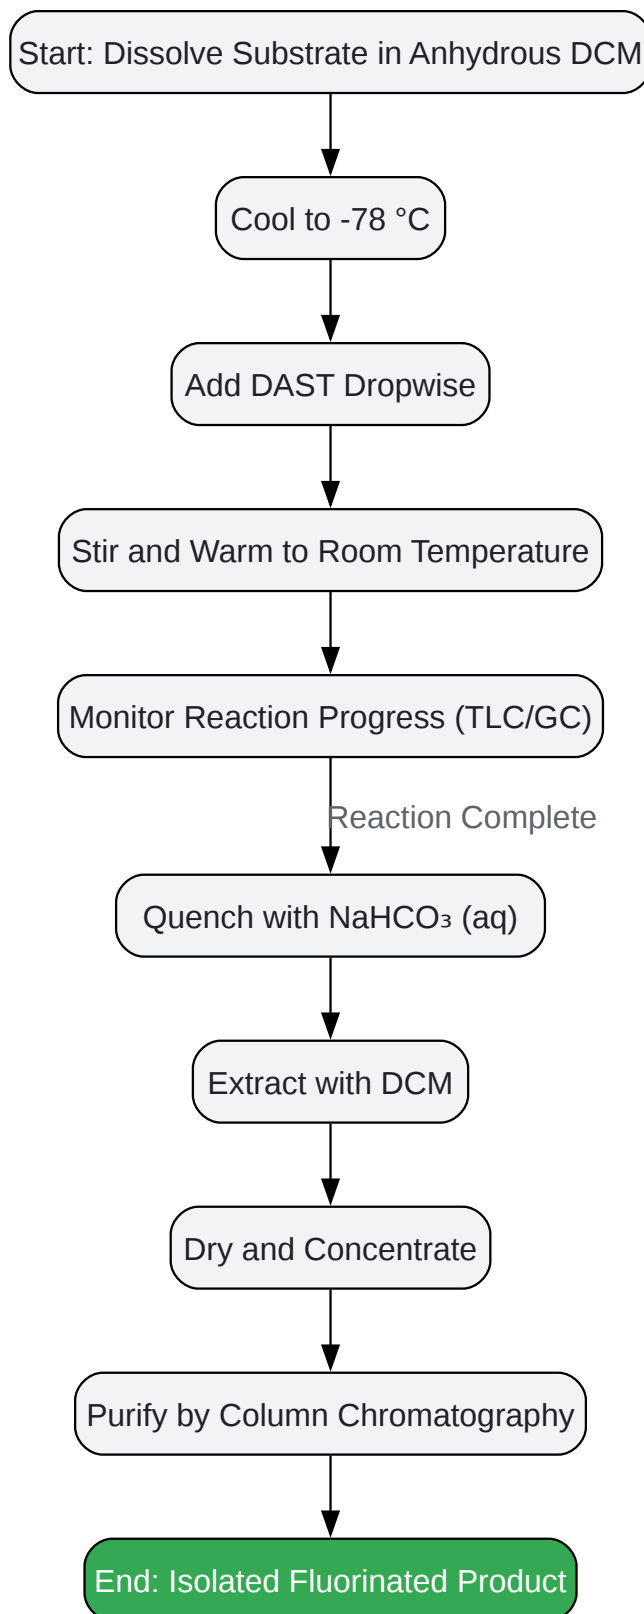 Start: Dissolve Substrate in Anhydrous DCM
Cool to -78 °C
Add DAST Dropwise
Stir and Warm to Room Temperature
Monitor Reaction Progress (TLC/GC)
Reaction Complete
Quench with NaHCO₃ (aq)
Extract with DCM
Dry and Concentrate
Purify by Column Chromatography
End: Isolated Fluorinated Product